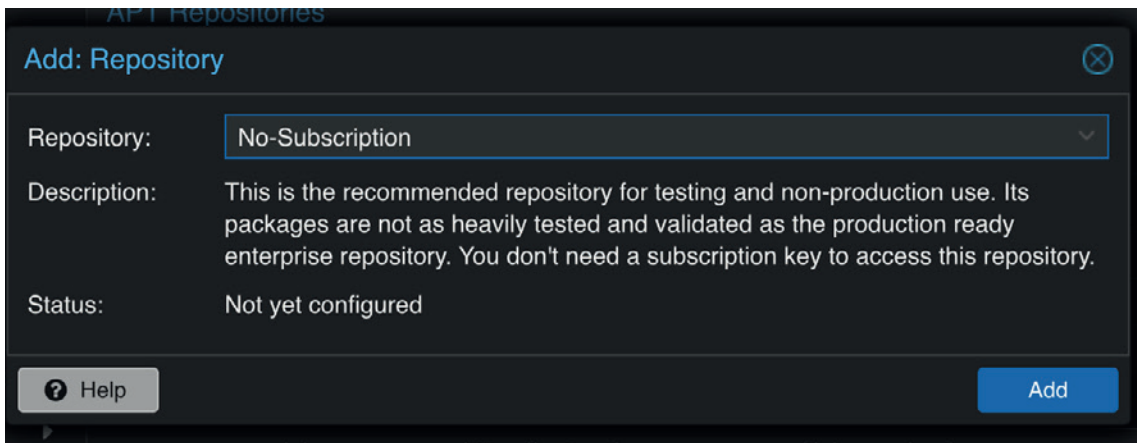 APT Repositories
Add: Repository
Repository: No-Subscription
Description: This is the recommended repository for testing and non-production use. Its
packages are not as heavily tested and validated as the production ready
enterprise repository. You don't need a subscription key to access this repository.
Status: Not yet configured
Help Add